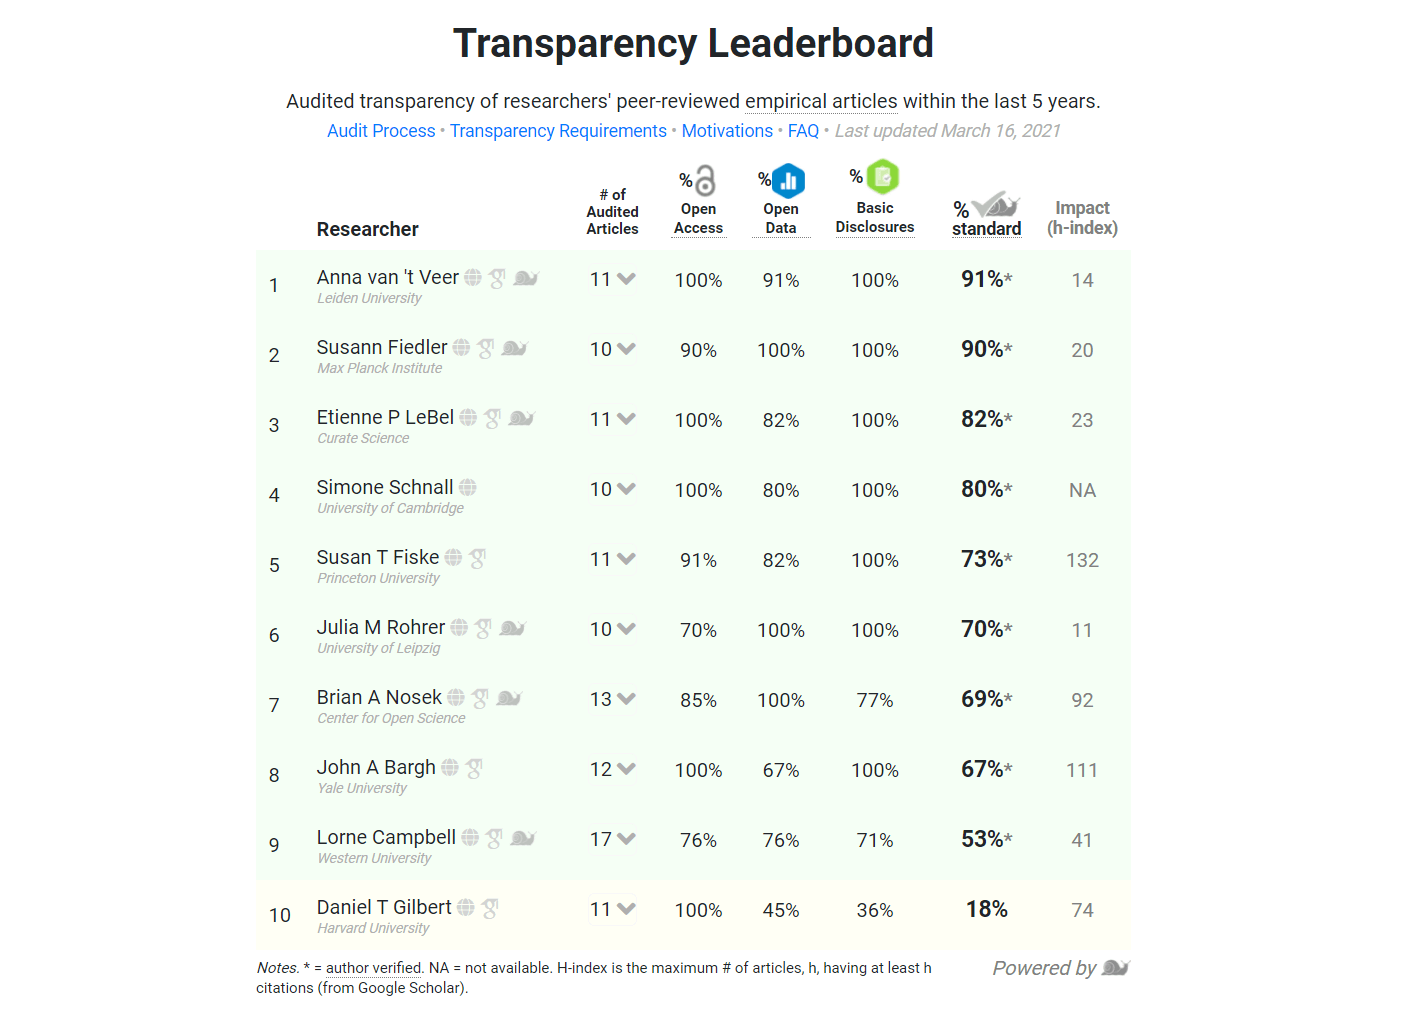 Transparency Leaderboard
Audited transparency of researchers' peer-reviewed empirical articles within the last 5 years.
Audit Process • Transparency Requirements • Motivations • FAQ • Last updated March 16, 2021
Researcher
# of
Audited
Articles
%
Open
Access
%
Open
Data
%
Basic
Disclosures
%
standard
Impact
(h-index)
1 Anna van 't Veer 11 100% 91% 100% 91%* 14
Leiden University
2 Susann Fiedler 10 90% 100% 100% 90%* 20
Max Planck Institute
3 Etienne P LeBel 11 100% 82% 100% 82%* 23
Curate Science
4 Simone Schnall 10 100% 80% 100% 80%* NA
University of Cambridge
5 Susan T Fiske 11 91% 82% 100% 73%* 132
Princeton University
6 Julia M Rohrer 10 70% 100% 100% 70%* 11
University of Leipzig
7 Brian A Nosek 13 85% 100% 77% 69%* 92
Center for Open Science
8 John A Bargh 12 100% 67% 100% 67%* 111
Yale University
9 Lorne Campbell 17 76% 76% 71% 53%* 41
Western University
10 Daniel T Gilbert 11 100% 45% 36% 18% 74
Harvard University
Notes. * = author verified. NA = not available. H-index is the maximum # of articles, h, having at least h
citations (from Google Scholar).
Powered by